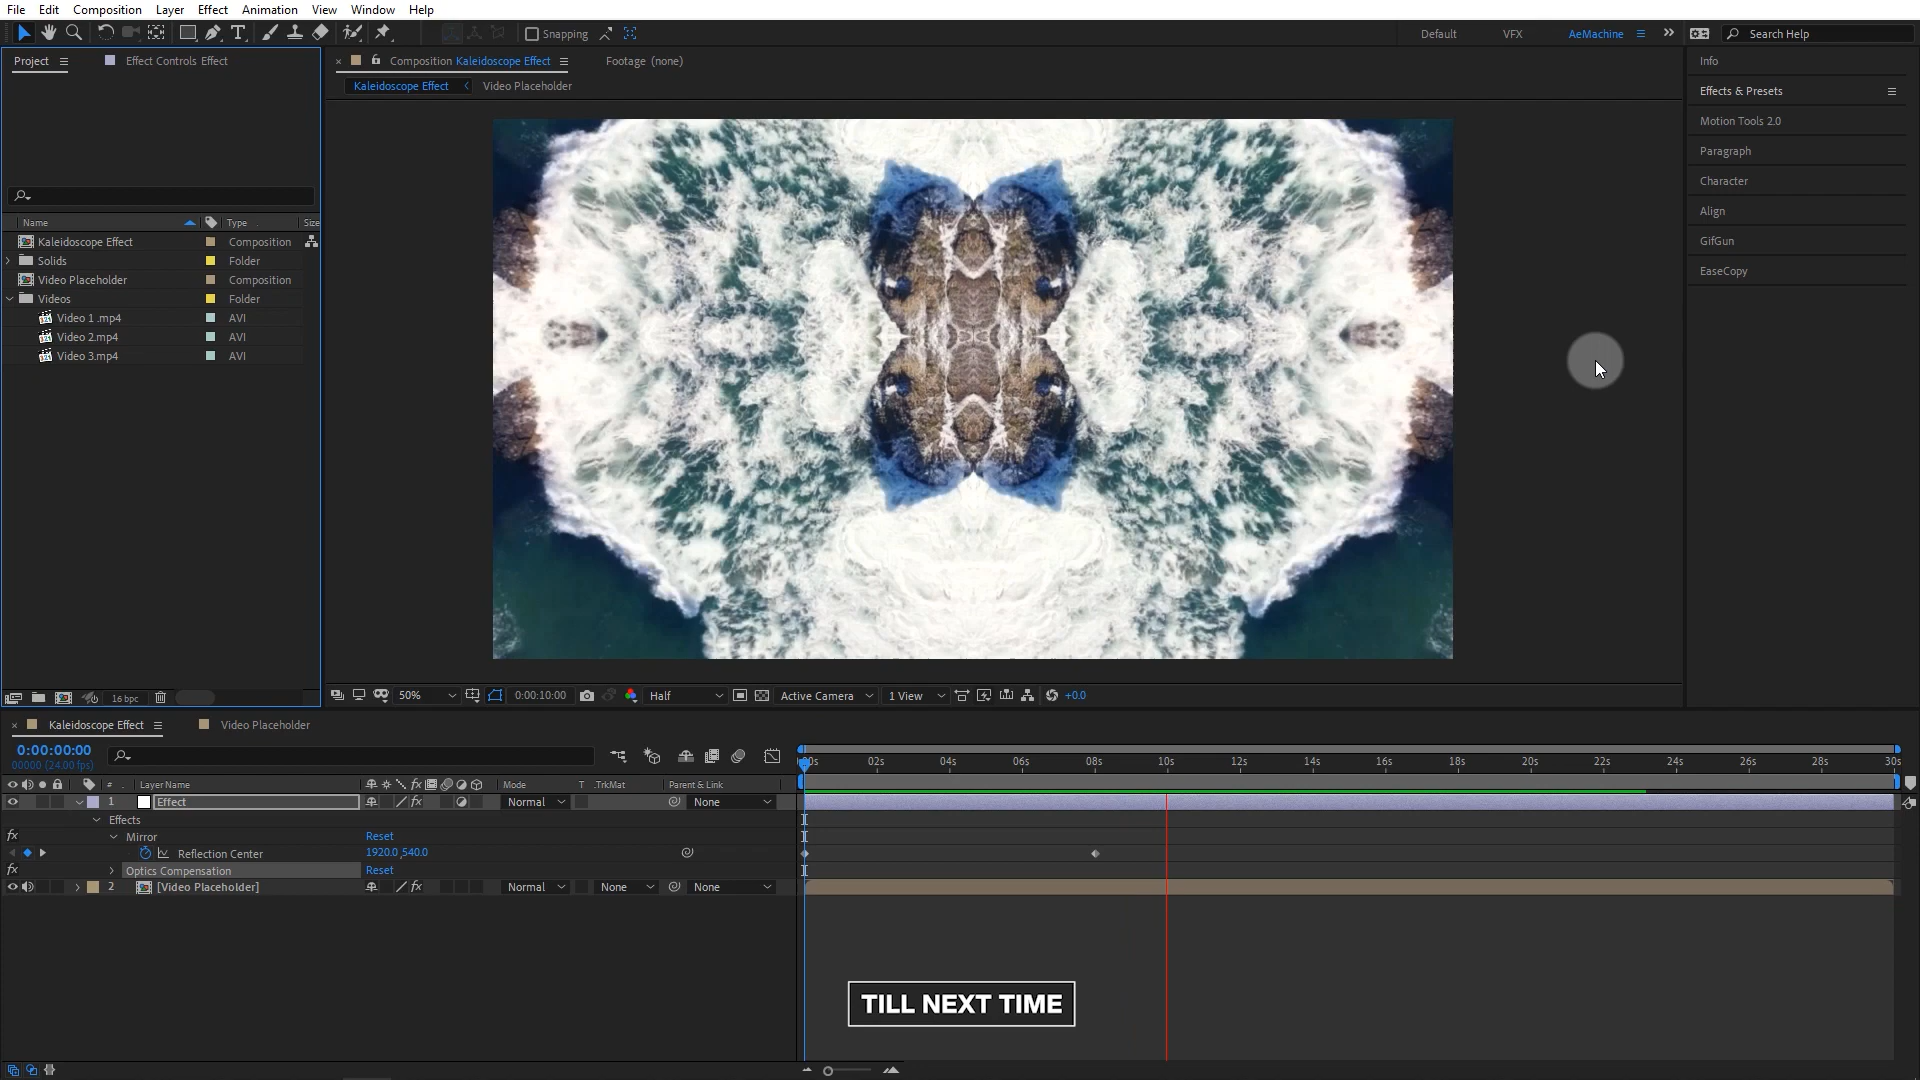 File Edit Composition Layer Effect Animation View Window Help
Snapping Default VFX AeMachine Search Help
Project Effect Controls Effect
Composition Kaleidoscope Effect Footage (none)
Kaleidoscope Effect Video Placeholder
Info
Effects & Presets
Motion Tools 2.0
Paragraph
Character
Align
GifGun
EaseCopy
Name Type Size
Kaleidoscope Effect Composition
Solids Folder
Video Placeholder Composition
Videos Folder
Video 1 .mp4 AVI
Video 2.mp4 AVI
Video 3.mp4 AVI
16 bpc
50% 0:00:10:00 Half Active Camera 1 View +0.0
Kaleidoscope Effect Video Placeholder
0:00:00:00
00000 (24.00 fps)
02s 04s 06s 08s 10s 12s 14s 16s 18s 20s 22s 24s 26s 28s 30s
# Layer Name Mode T .TrkMat Parent & Link
1 Effect Normal None
Effects
fx Mirror Reset
Reflection Center 1920.0,540.0
fx Optics Compensation Reset
2 [Video Placeholder] Normal None None
TILL NEXT TIME